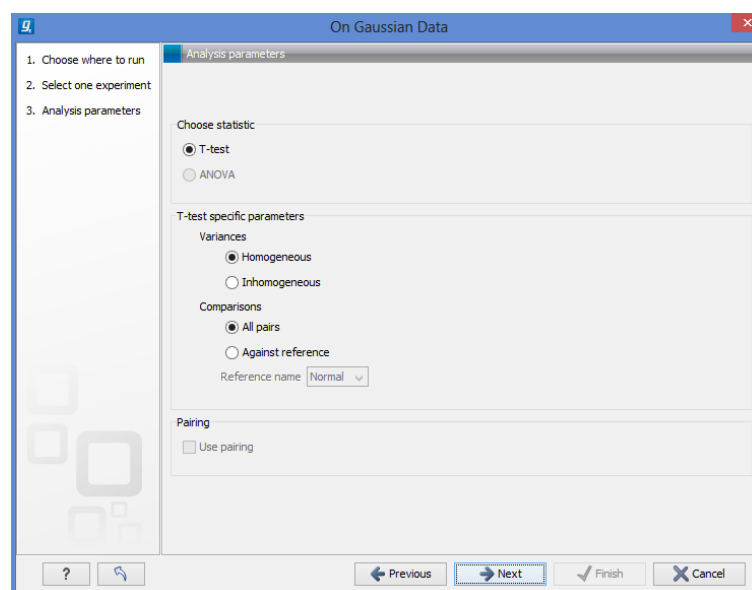 On Gaussian Data
1. Choose where to run
2. Select one experiment
3. Analysis parameters
Analysis parameters
Choose statistic
T-test
ANOVA
T-test specific parameters
Variances
Homogeneous
Inhomogeneous
Comparisons
All pairs
Against reference
Reference name Normal
Pairing
Use pairing
? Previous Next Finish Cancel